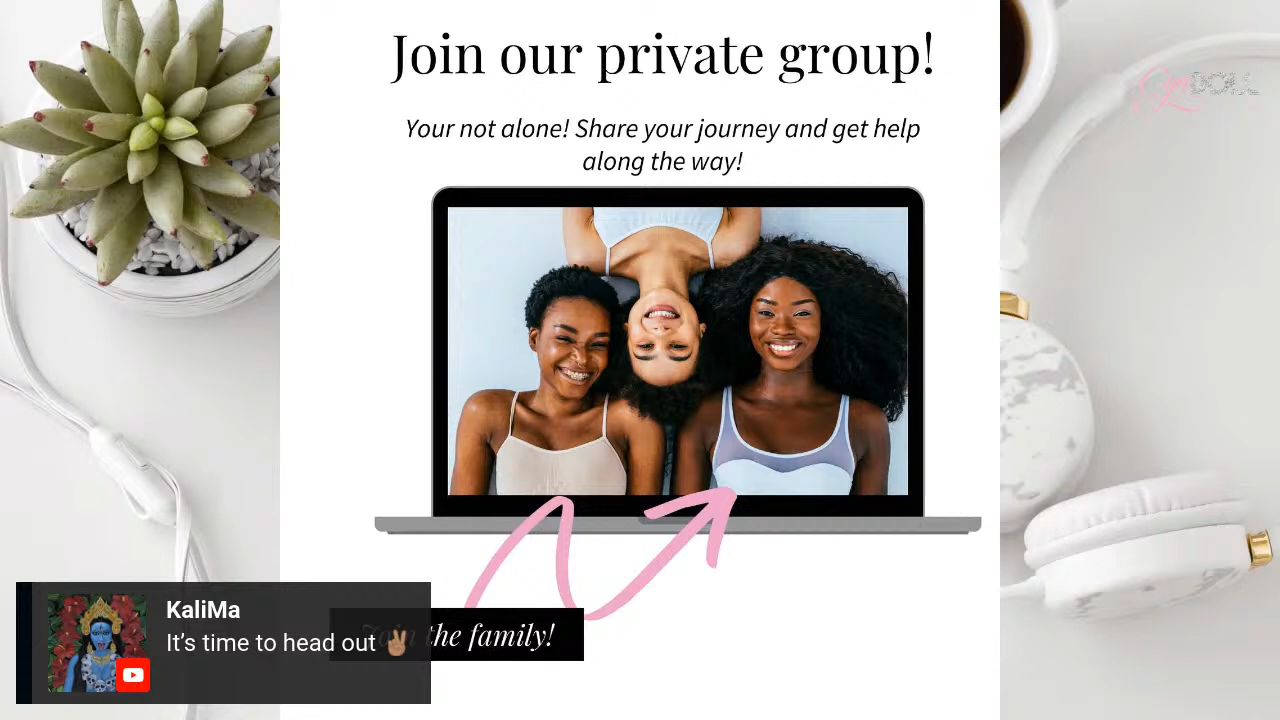 Join our private group!
Your not alone! Share your journey and get help
along the way!
KaliMa
It's time to head out ✌🏽
the family!